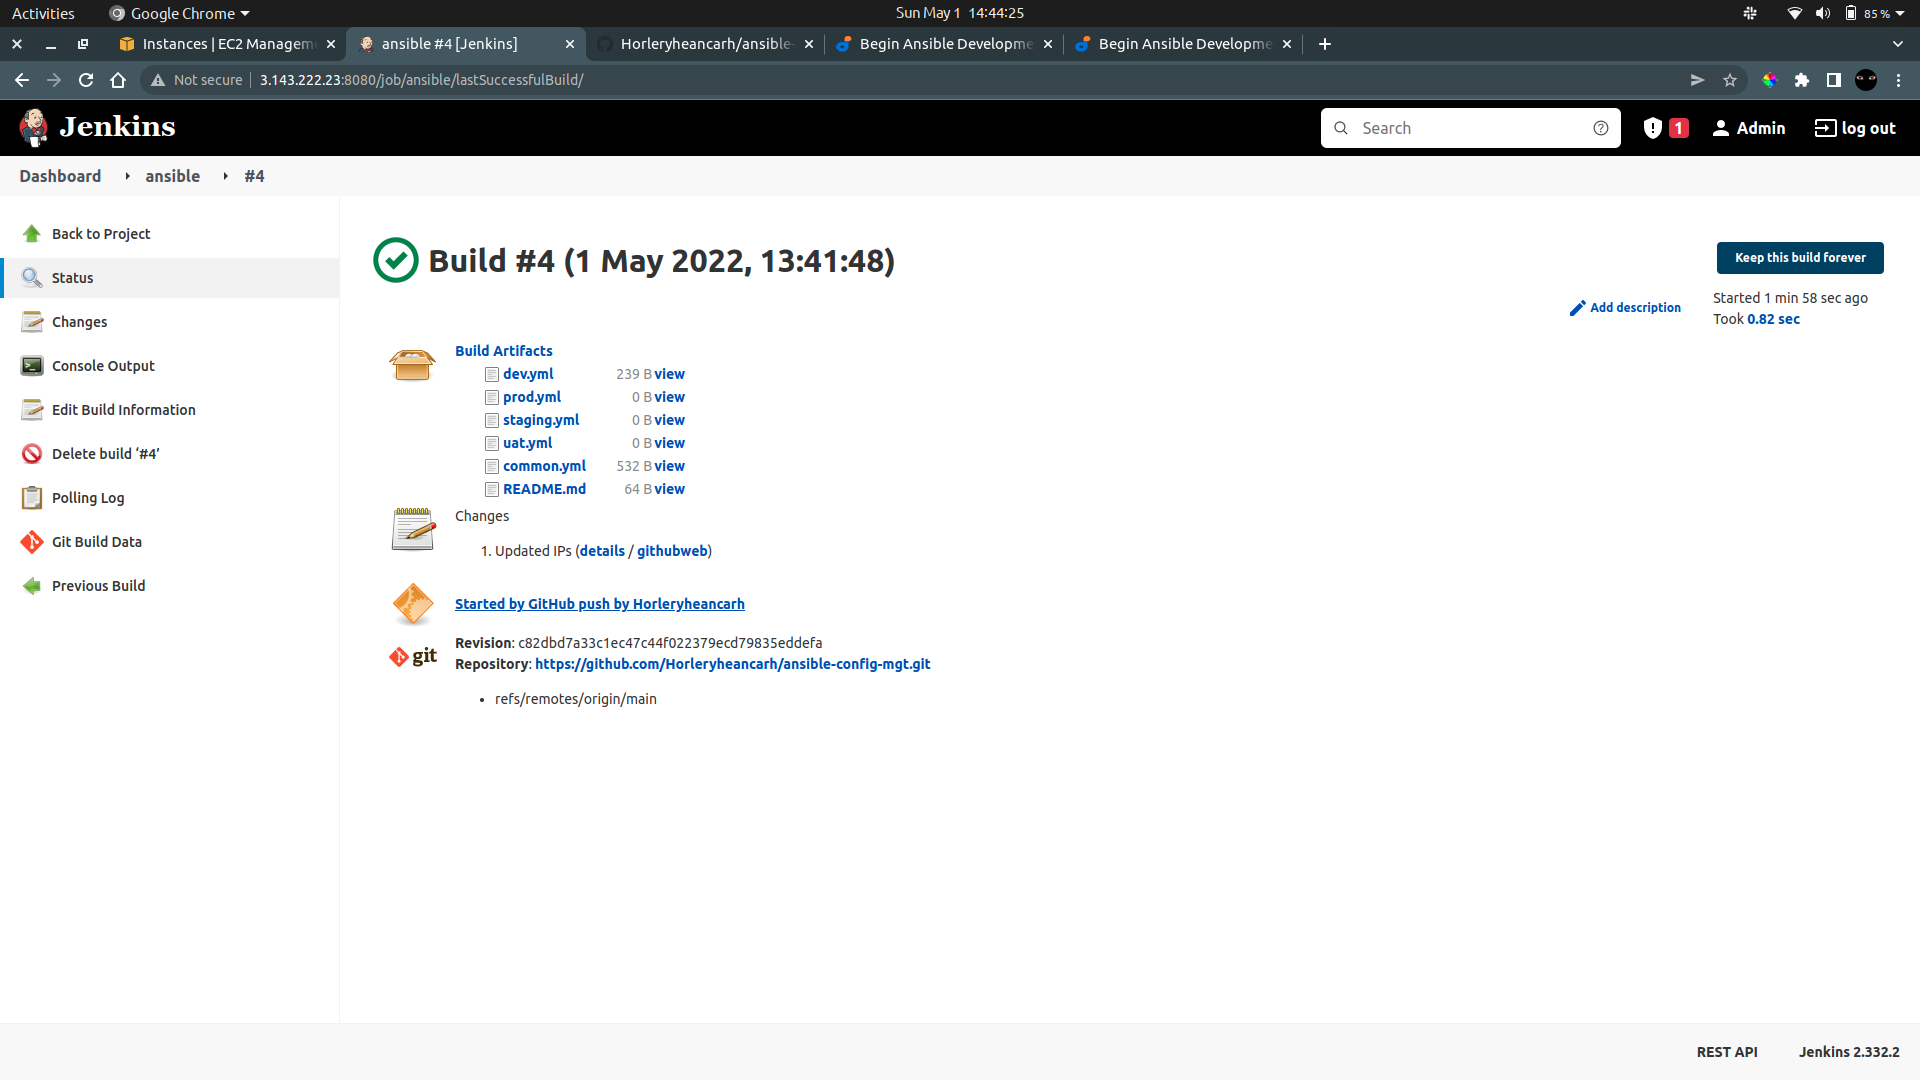 Activities Google Chrome Sun May 1 14:44:25 85 %
Instances | EC2 Managem ansible #4 [Jenkins] Horleryheancarh/ansible- Begin Ansible Developme Begin Ansible Developme
Not secure 3.143.222.23:8080/job/ansible/lastSuccessfulBuild/
Jenkins Search 1 Admin log out
Dashboard ansible #4
Back to Project
Status
Changes
Console Output
Edit Build Information
Delete build ‘#4’
Polling Log
Git Build Data
Previous Build
Build #4 (1 May 2022, 13:41:48)
Keep this build forever
Add description
Started 1 min 58 sec ago
Took 0.82 sec
Build Artifacts
dev.yml 239 B view
prod.yml 0 B view
staging.yml 0 B view
uat.yml 0 B view
common.yml 532 B view
README.md 64 B view
Changes
1. Updated IPs (details / githubweb)
Started by GitHub push by Horleryheancarh
git
Revision: c82dbd7a33c1ec47c44f022379ecd79835eddefa
Repository: https://github.com/Horleryheancarh/ansible-config-mgt.git
• refs/remotes/origin/main
REST API Jenkins 2.332.2